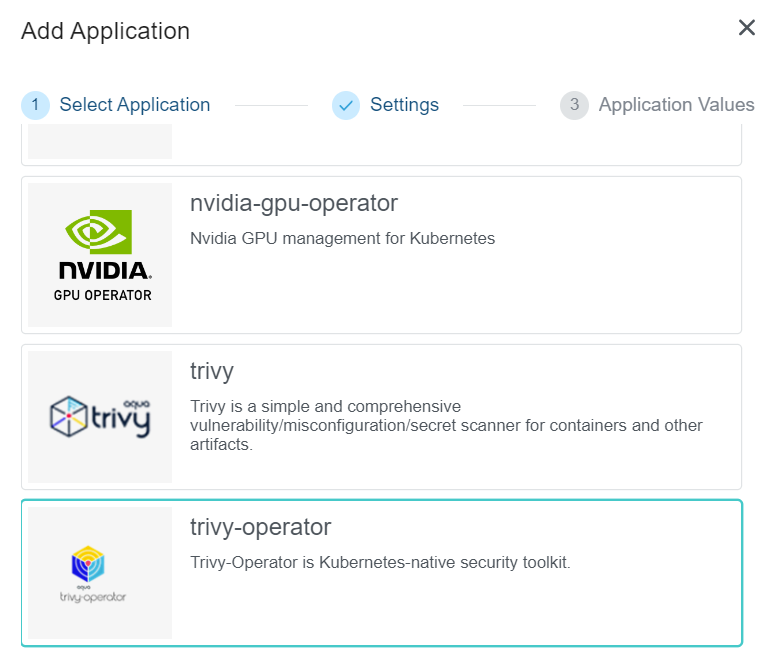 Add Application
1 Select Application
Settings
3 Application Values
NVIDIA.
GPU OPERATOR
nvidia-gpu-operator
Nvidia GPU management for Kubernetes
aqua
trivy
trivy
Trivy is a simple and comprehensive
vulnerability/misconfiguration/secret scanner for containers and other
artifacts.
aqua
trivy-operator
trivy-operator
Trivy-Operator is Kubernetes-native security toolkit.